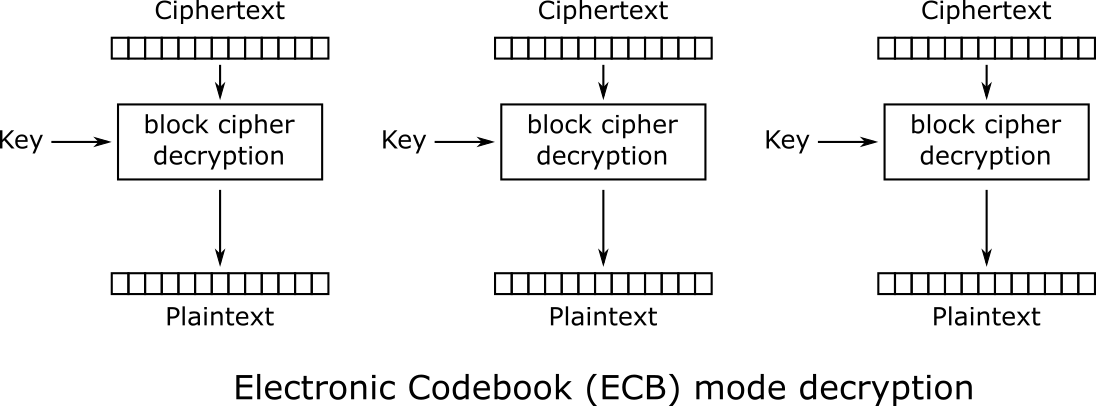 Ciphertext
Ciphertext
Ciphertext
Key
block cipher
decryption
Key
block cipher
decryption
Key
block cipher
decryption
Plaintext
Plaintext
Plaintext
Electronic Codebook (ECB) mode decryption